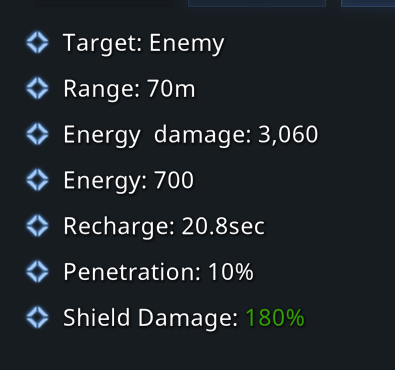 Target: Enemy
Range: 70m
Energy  damage: 3,060
Energy: 700
Recharge: 20.8sec
Penetration: 10%
Shield Damage: 180%